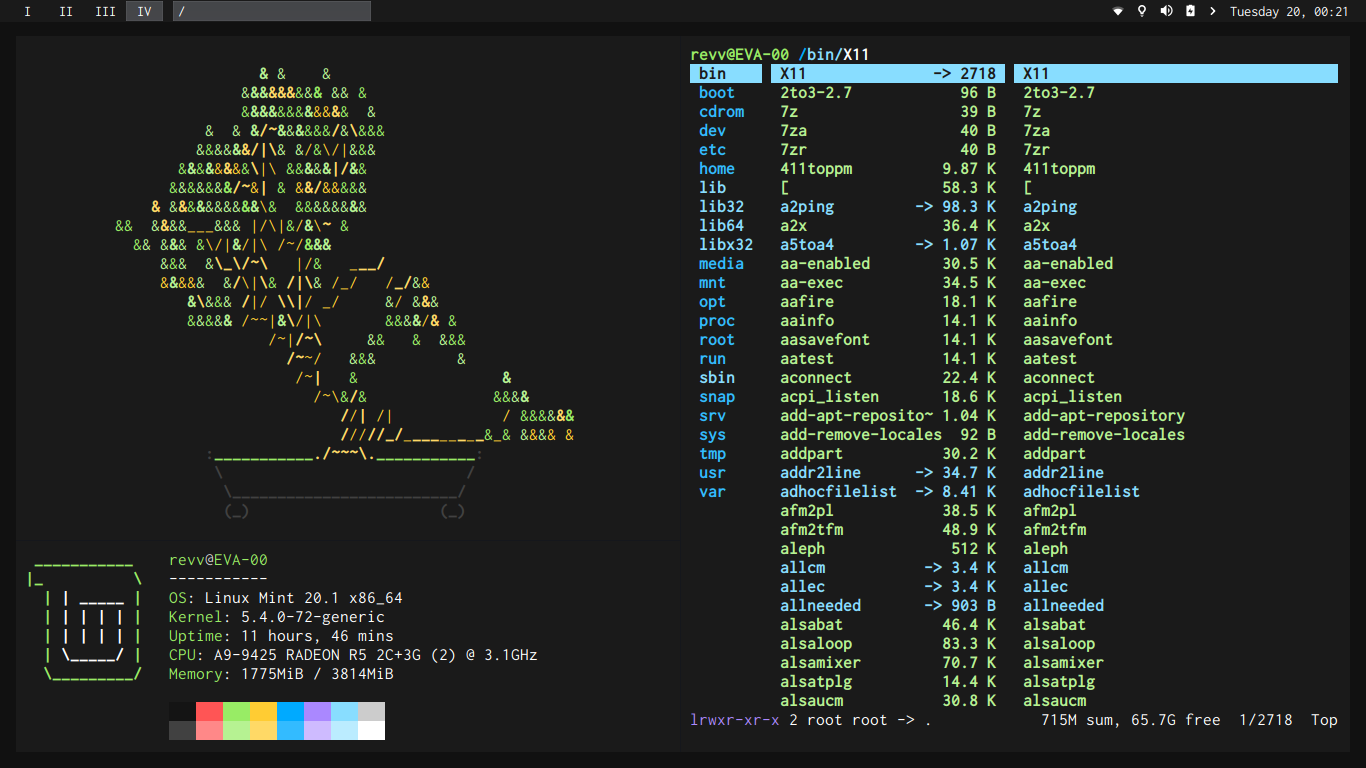 I II III IV /
Tuesday 20, 00:21
& & &
&&&&&&&&& && &
&&&&&&&&&&&& &
& & &/~&&&&&&/&\&&&
&&&&&&/|\& &/&\/|&&&
&&&&&&&&\|\ &&&&&|/&&
&&&&&&&/~&| & &&/&&&&&
& &&&&&&&&&&\& &&&&&&&&
&& &&&&___&&& |/\|&/&\~ &
&& &&& &\/|&/|\ /~/&&&
&&& &\_\/~\ |/& ___/
&&&&& &/\|\& /|\& /_/ /_/&&
&\&&& /|/ \\|/ _/ &/ &&&
&&&&& /~~|&\/|\ &&&&/& &
/~|/~\ && & &&&
/~~/ &&& &
/~| & &
/~\&/& &&&&
//| /| / &&&&&&
/////_/_________&_& &&&& &
:___________./~~~\.___________:
\ /
\_________________________/
(_) (_)
revv@EVA-00
-----------
OS: Linux Mint 20.1 x86_64
Kernel: 5.4.0-72-generic
Uptime: 11 hours, 46 mins
CPU: A9-9425 RADEON R5 2C+3G (2) @ 3.1GHz
Memory: 1775MiB / 3814MiB
revv@EVA-00 /bin/X11
bin X11 -> 2718 X11
boot 2to3-2.7 96 B 2to3-2.7
cdrom 7z 39 B 7z
dev 7za 40 B 7za
etc 7zr 40 B 7zr
home 411toppm 9.87 K 411toppm
lib [ 58.3 K [
lib32 a2ping -> 98.3 K a2ping
lib64 a2x 36.4 K a2x
libx32 a5toa4 -> 1.07 K a5toa4
media aa-enabled 30.5 K aa-enabled
mnt aa-exec 34.5 K aa-exec
opt aafire 18.1 K aafire
proc aainfo 14.1 K aainfo
root aasavefont 14.1 K aasavefont
run aatest 14.1 K aatest
sbin aconnect 22.4 K aconnect
snap acpi_listen 18.6 K acpi_listen
srv add-apt-reposito~ 1.04 K add-apt-repository
sys add-remove-locales 92 B add-remove-locales
tmp addpart 30.2 K addpart
usr addr2line -> 34.7 K addr2line
var adhocfilelist -> 8.41 K adhocfilelist
afm2pl 38.5 K afm2pl
afm2tfm 48.9 K afm2tfm
aleph 512 K aleph
allcm -> 3.4 K allcm
allec -> 3.4 K allec
allneeded -> 903 B allneeded
alsabat 46.4 K alsabat
alsaloop 83.3 K alsaloop
alsamixer 70.7 K alsamixer
alsatplg 14.4 K alsatplg
alsaucm 30.8 K alsaucm
lrwxr-xr-x 2 root root -> . 715M sum, 65.7G free 1/2718 Top